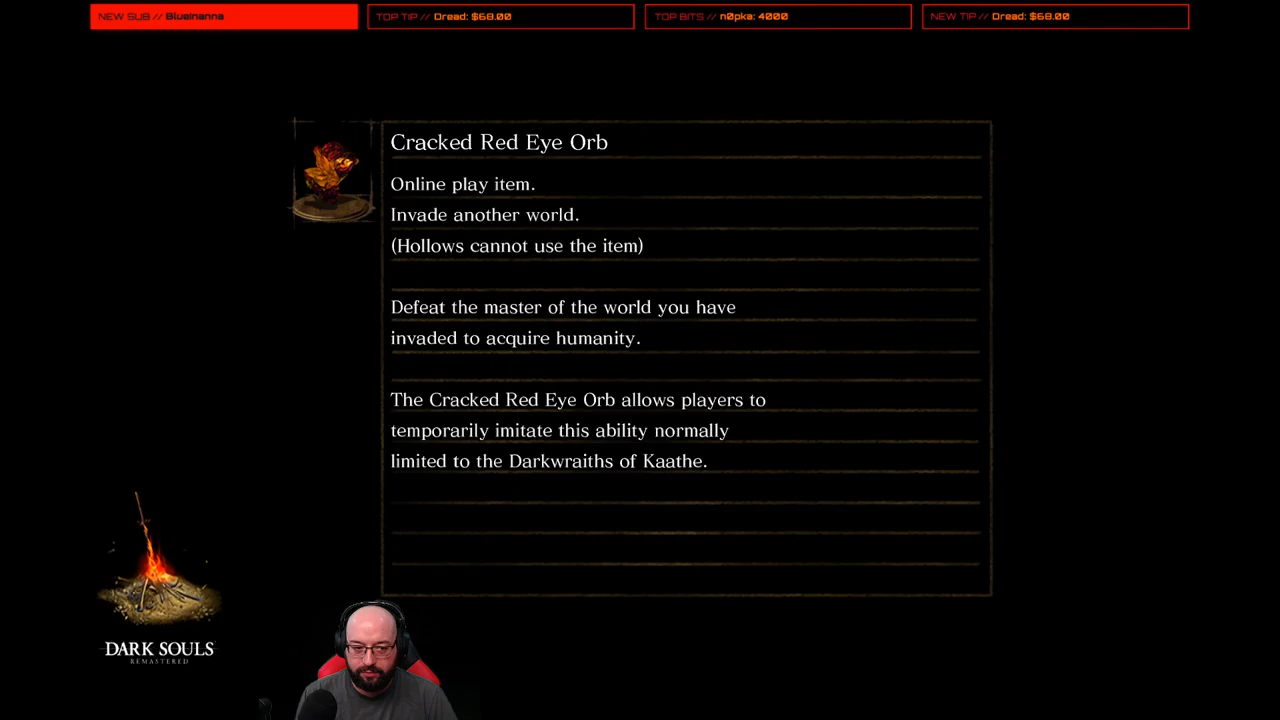 NEW SUB // Blueinanna
TOP TIP // Dread: $68.00
TOP BITS // n0pka: 4000
NEW TIP // Dread: $68.00
Cracked Red Eye Orb
Online play item.
Invade another world.
(Hollows cannot use the item)
Defeat the master of the world you have
invaded to acquire humanity.
The Cracked Red Eye Orb allows players to
temporarily imitate this ability normally
limited to the Darkwraiths of Kaathe.
DARK SOULS
REMASTERED